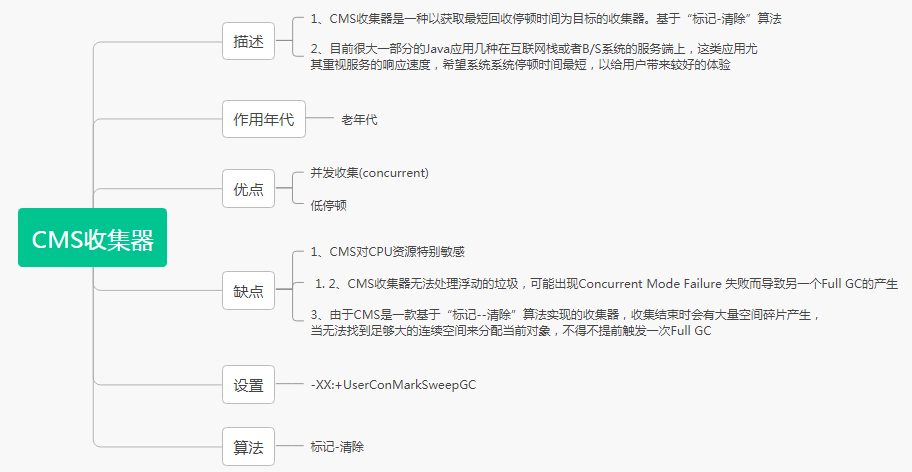 CMS收集器
描述
1、CMS收集器是一种以获取最短回收停顿时间为目标的收集器。基于“标记-清除”算法
2、目前很大一部分的Java应用几种在互联网栈或者B/S系统的服务端上，这类应用尤
其重视服务的响应速度，希望系统系统停顿时间最短，以给用户带来较好的体验
作用年代
老年代
优点
并发收集(concurrent)
低停顿
缺点
1、CMS对CPU资源特别敏感
1. 2、CMS收集器无法处理浮动的垃圾，可能出现Concurrent Mode Failure 失败而导致另一个Full GC的产生
3、由于CMS是一款基于“标记--清除”算法实现的收集器，收集结束时会有大量空间碎片产生，
当无法找到足够大的连续空间来分配当前对象，不得不提前触发一次Full GC
设置
-XX:+UserConMarkSweepGC
算法
标记-清除